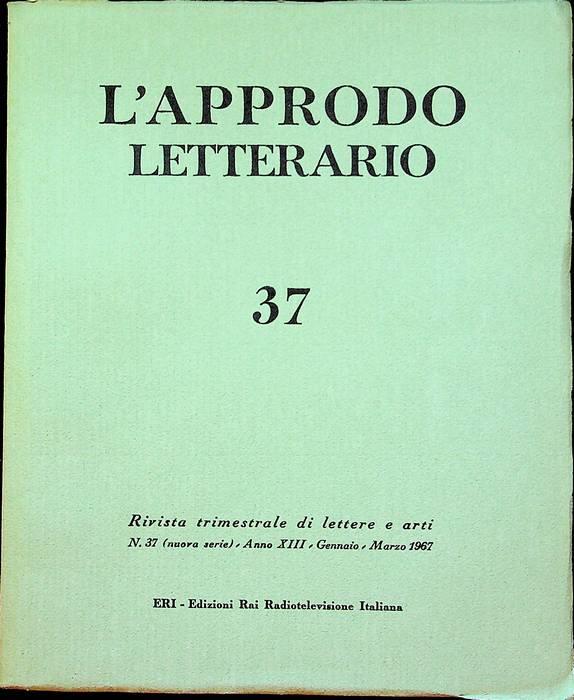 L'APPRODO
LETTERARIO
37
Rivista trimestrale di lettere e arti
N. 37 (nuova serie) - Anno XIII - Gennaio - Marzo 1967
ERI - Edizioni Rai Radiotelevisione Italiana